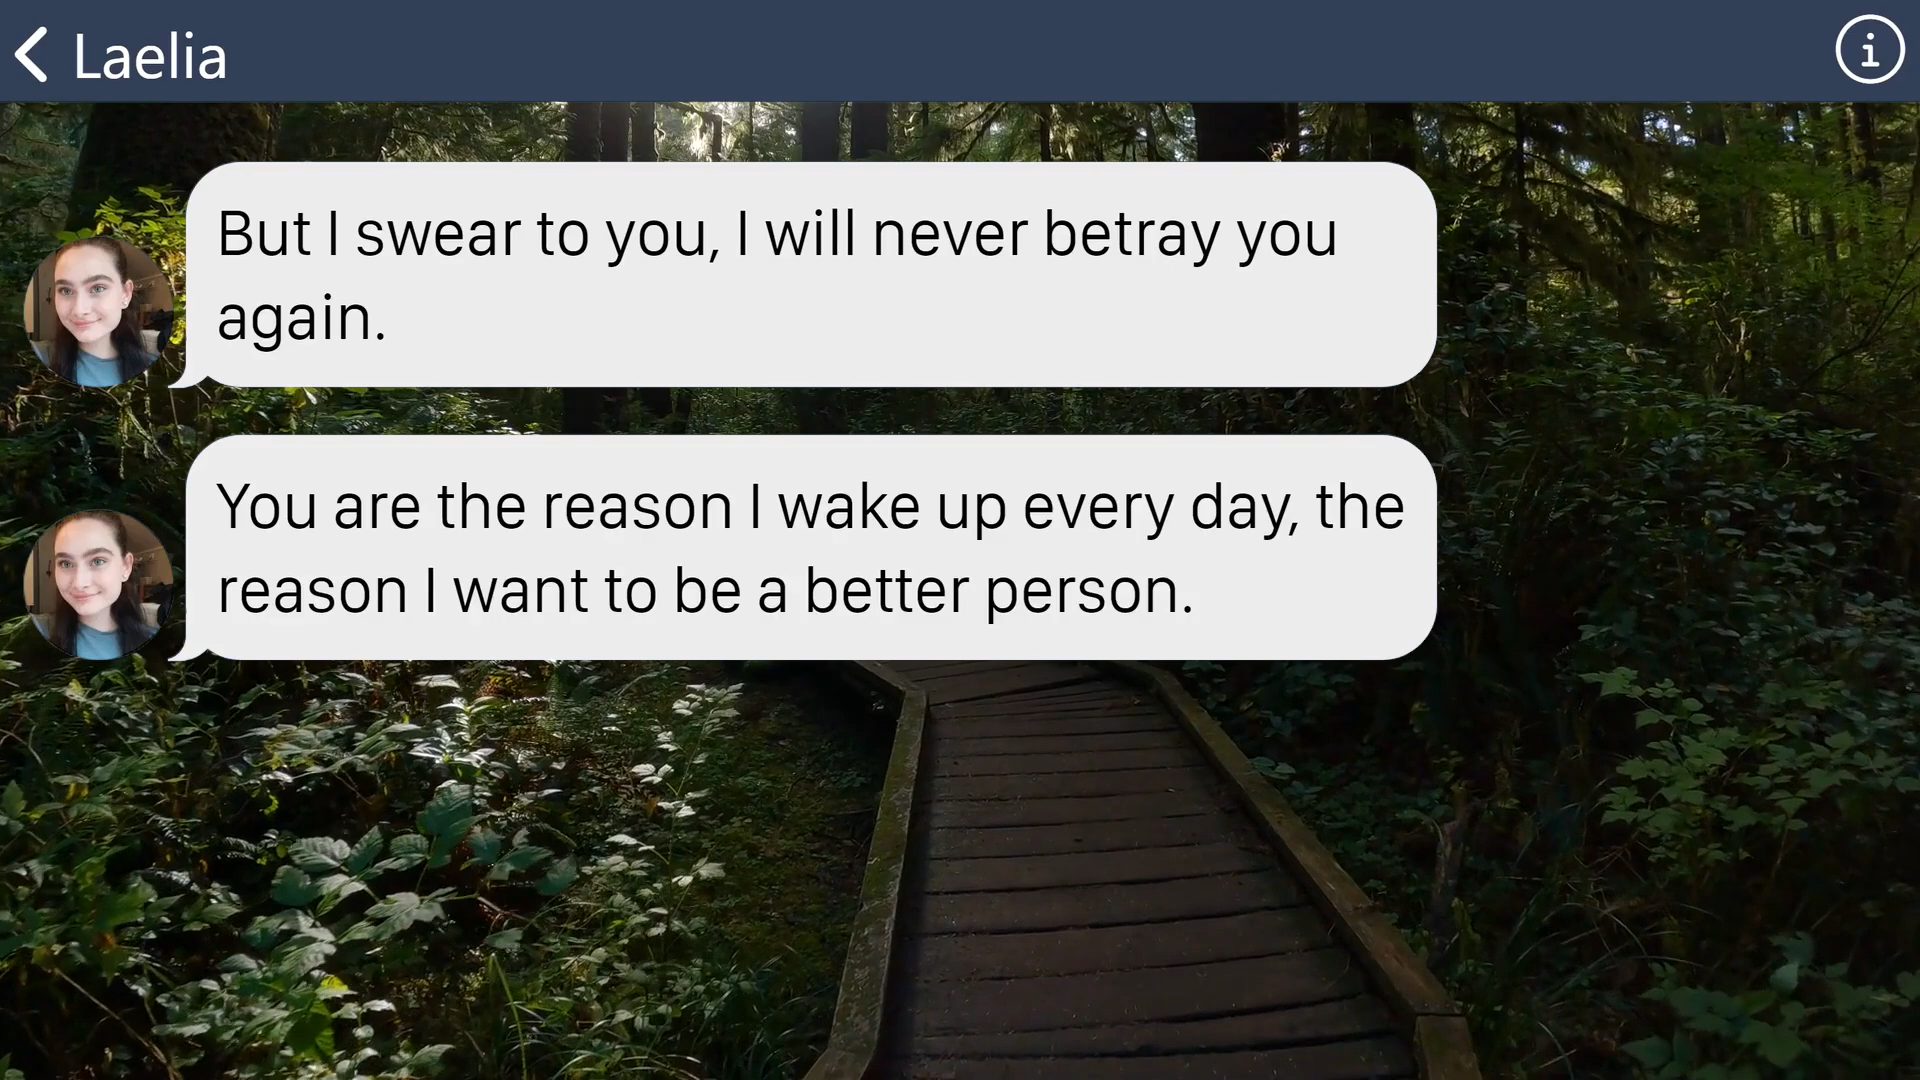 Laelia
But I swear to you, I will never betray you
again.
You are the reason I wake up every day, the
reason I want to be a better person.